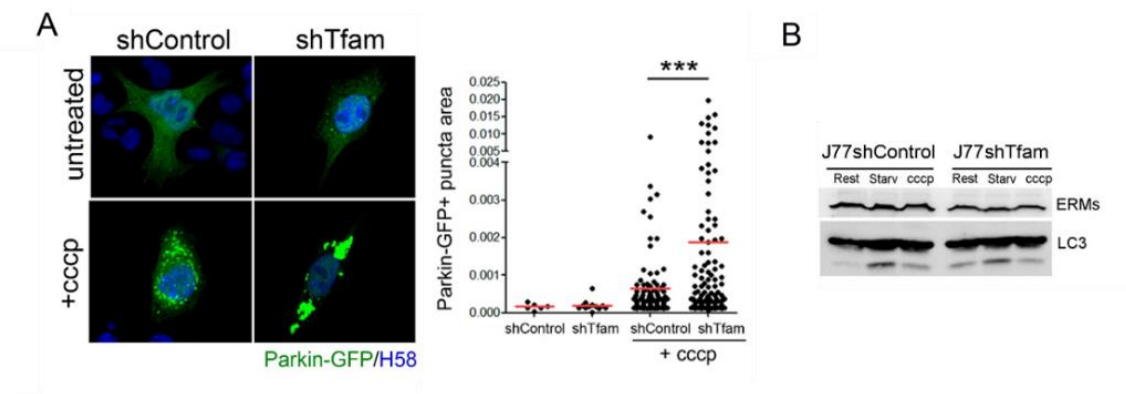 A
shControl shTfam
untreated
+cccp
Parkin-GFP/H58
Parkin-GFP+ puncta area
***
0.025
0.020
0.015
0.010
0.005
0.004
0.003
0.002
0.001
0.000
shControl shTfam shControl shTfam
+ cccp
B
J77shControl J77shTfam
Rest Starv cccp Rest Starv cccp
ERMs
LC3